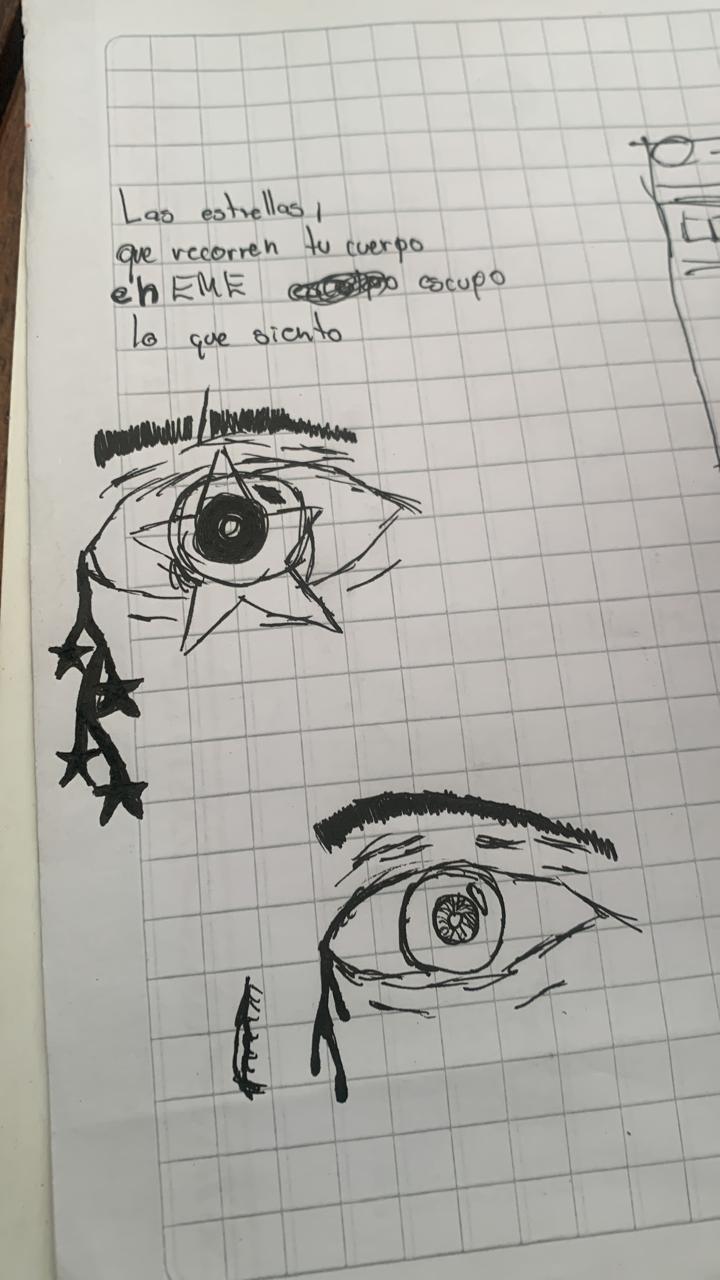 Las estrellas,
que recorren tu cuerpo
en EME escupo
lo que siento